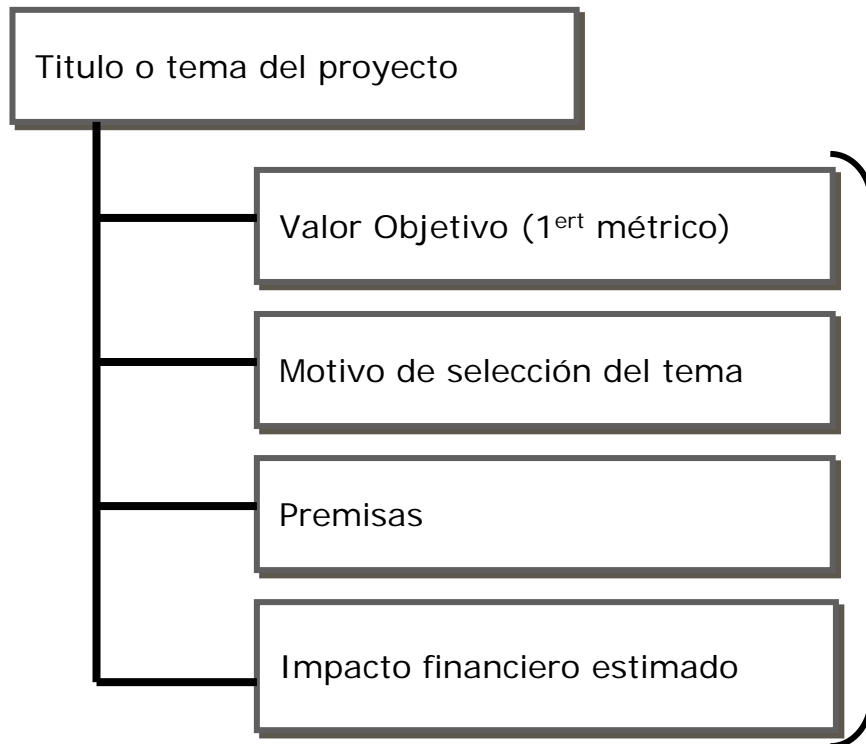 Titulo o tema del proyecto
Valor Objetivo (1ert métrico)
Motivo de selección del tema
Premisas
Impacto financiero estimado